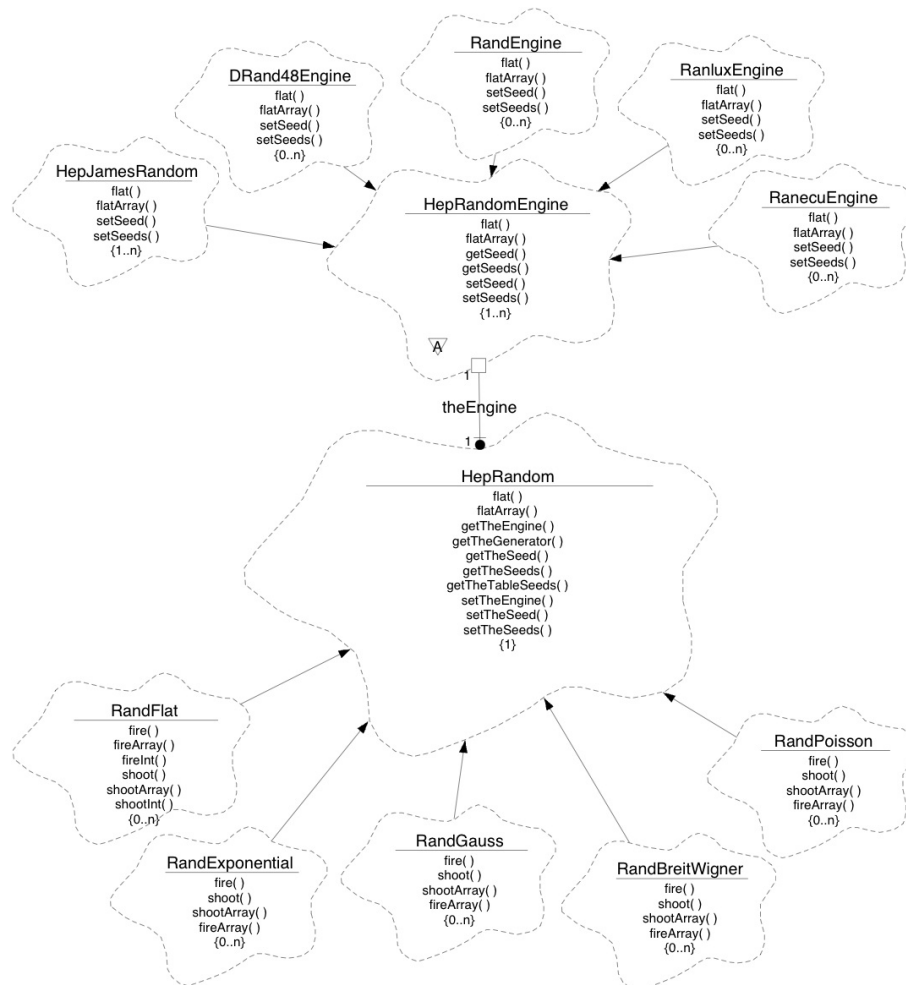 RandEngine
flat( )
flatArray( )
setSeed( )
setSeeds( )
{0..n}
DRand48Engine
flat( )
flatArray( )
setSeed( )
setSeeds( )
{0..n}
RanluxEngine
flat( )
flatArray( )
setSeed( )
setSeeds( )
{0..n}
HepJamesRandom
flat( )
flatArray( )
setSeed( )
setSeeds( )
{1..n}
HepRandomEngine
flat( )
flatArray( )
getSeed( )
getSeeds( )
setSeed( )
setSeeds( )
{1..n}
A
RanecuEngine
flat( )
flatArray( )
setSeed( )
setSeeds( )
{0..n}
1
theEngine
1
HepRandom
flat( )
flatArray( )
getTheEngine( )
getTheGenerator( )
getTheSeed( )
getTheSeeds( )
getTheTableSeeds( )
setTheEngine( )
setTheSeed( )
setTheSeeds( )
{1}
RandFlat
fire( )
fireArray( )
fireInt( )
shoot( )
shootArray( )
shootInt( )
{0..n}
RandPoisson
fire( )
shoot( )
shootArray( )
fireArray( )
{0..n}
RandExponential
fire( )
shoot( )
shootArray( )
fireArray( )
{0..n}
RandGauss
fire( )
shoot( )
shootArray( )
fireArray( )
{0..n}
RandBreitWigner
fire( )
shoot( )
shootArray( )
fireArray( )
{0..n}